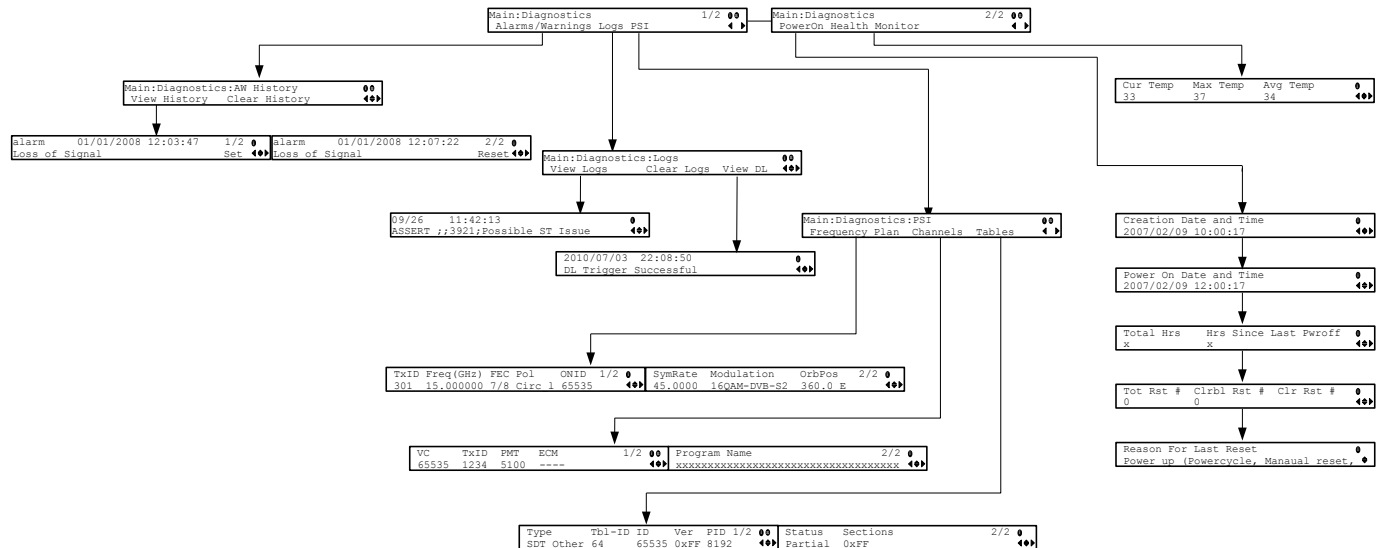 Main:Diagnostics 1/2
Alarms/Warnings Logs PSI
Main:Diagnostics 2/2
PowerOn Health Monitor
Main:Diagnostics:AW History
View History Clear History
Cur Temp Max Temp Avg Temp
33 37 34
alarm 01/01/2008 12:03:47 1/2
Loss of Signal Set
alarm 01/01/2008 12:07:22 2/2
Loss of Signal Reset
Main:Diagnostics:Logs
View Logs Clear Logs View DL
09/26 11:42:13
ASSERT ;;3921;Possible ST Issue
Main:Diagnostics:PSI
Frequency Plan Channels Tables
Creation Date and Time
2007/02/09 10:00:17
2010/07/03 22:08:50
DL Trigger Successful
Power On Date and Time
2007/02/09 12:00:17
Total Hrs Hrs Since Last Pwroff
x x
TxID Freq(GHz) FEC Pol ONID 1/2
301 15.000000 7/8 Circ l 65535
SymRate Modulation OrbPos 2/2
45.0000 16QAM-DVB-S2 360.0 E
Tot Rst # Clrbl Rst # Clr Rst #
0 0
VC TxID PMT ECM 1/2
65535 1234 5100 ----
Program Name 2/2
xxxxxxxxxxxxxxxxxxxxxxxxxxxxxxxxxxxx
Reason For Last Reset
Power up (Powercycle, Manaual reset,
Type Tbl-ID ID Ver PID 1/2
SDT Other 64 65535 0xFF 8192
Status Sections 2/2
Partial 0xFF